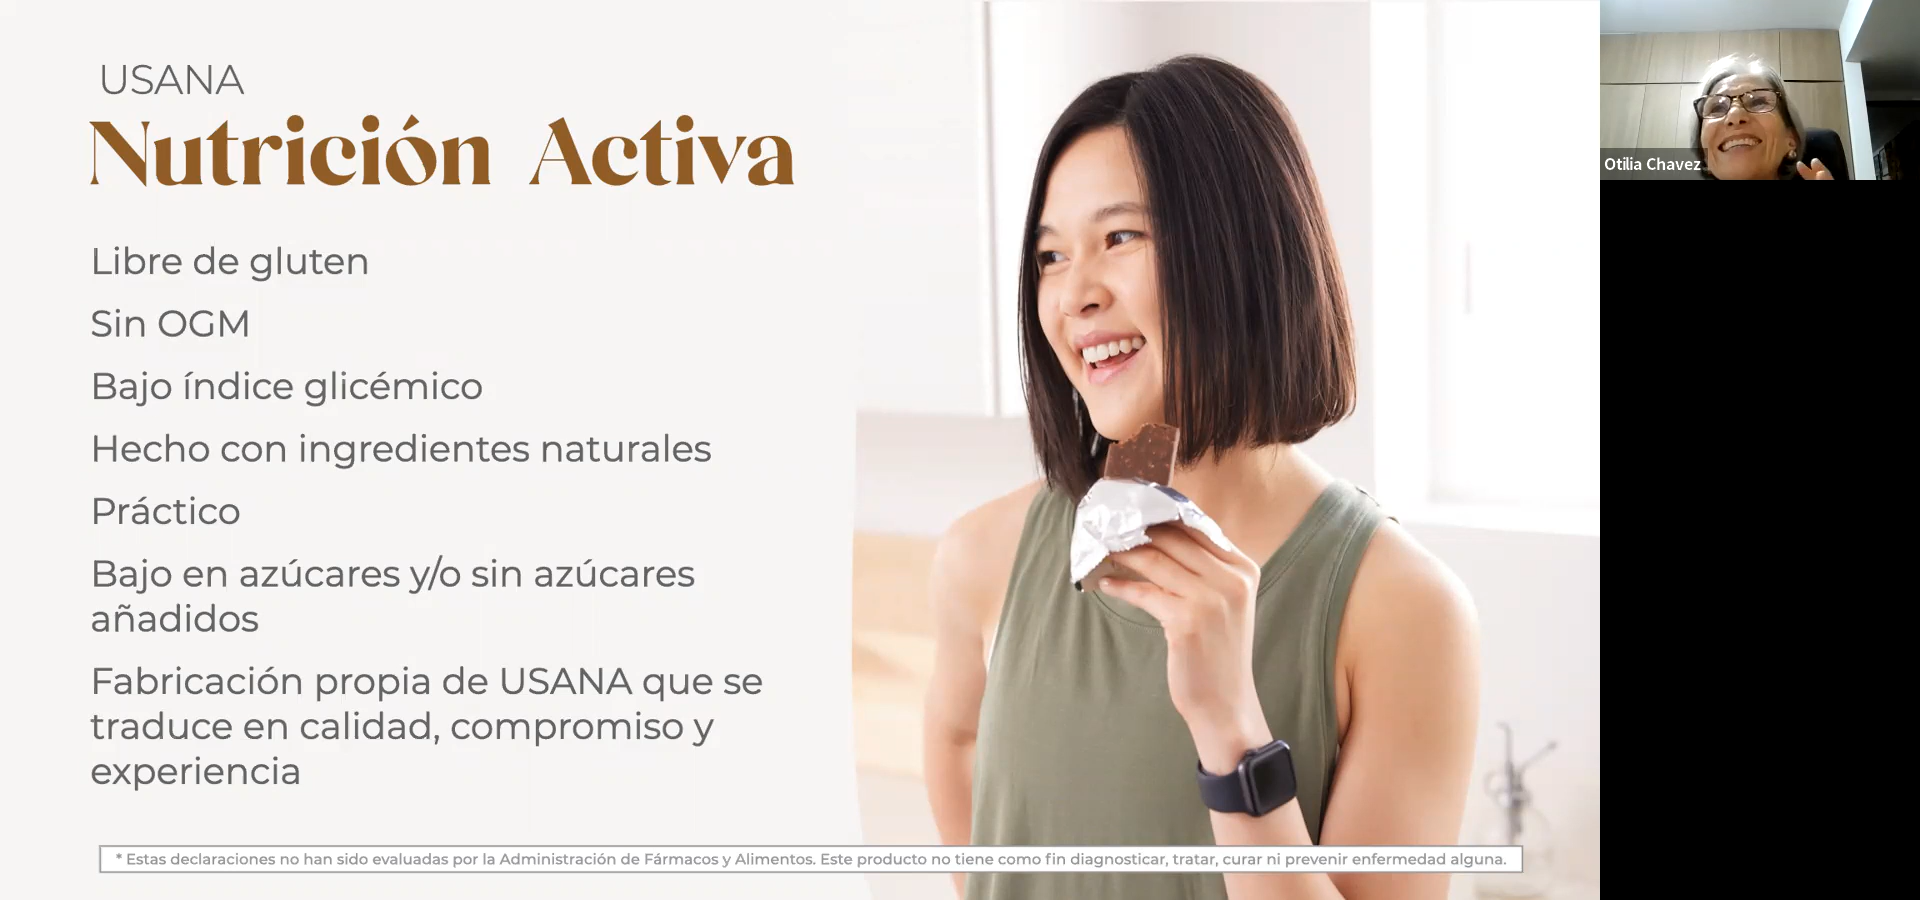 USANA
Nutrición Activa
Libre de gluten
Sin OGM
Bajo índice glicémico
Hecho con ingredientes naturales
Práctico
Bajo en azúcares y/o sin azúcares
añadidos
Fabricación propia de USANA que se
traduce en calidad, compromiso y
experiencia
* Estas declaraciones no han sido evaluadas por la Administración de Fármacos y Alimentos. Este producto no tiene como fin diagnosticar, tratar, curar ni prevenir enfermedad alguna.
Otilia Chavez